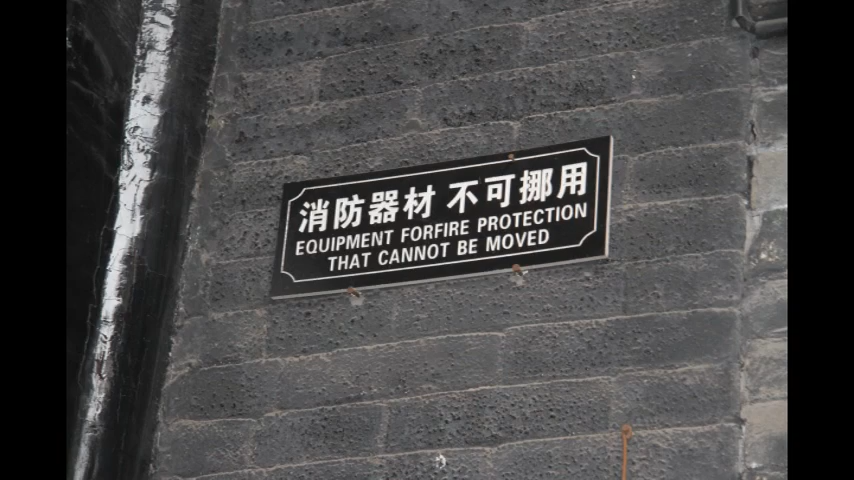 消防器材 不可挪用
EQUIPMENT FORFIRE PROTECTION
THAT CANNOT BE MOVED